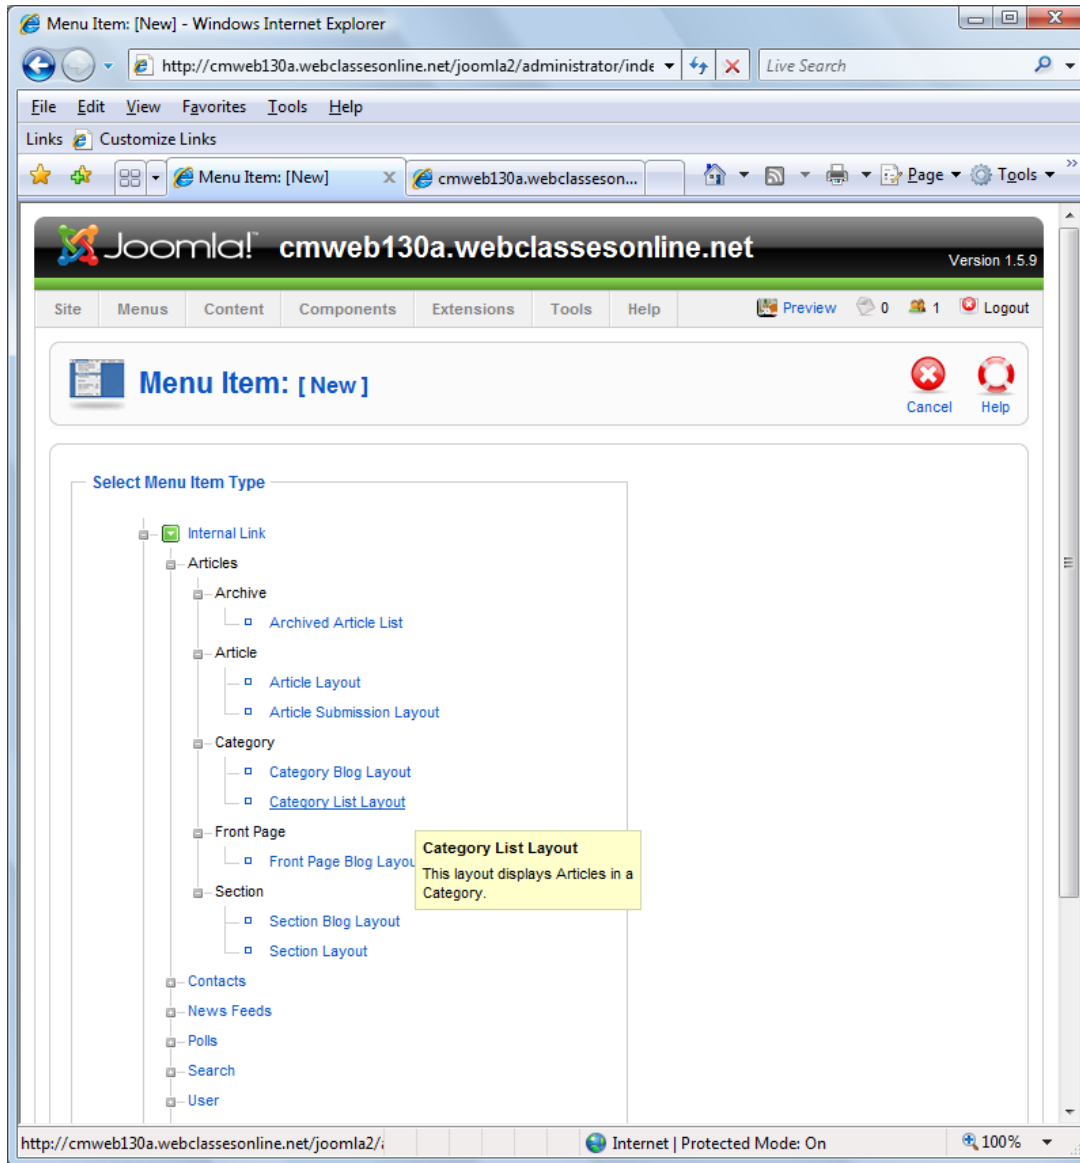 Menu Item: [New] - Windows Internet Explorer
http://cmweb130a.webclassesonline.net/joomla2/administrator/inde
Live Search
File Edit View Favorites Tools Help
Links Customize Links
Menu Item: [New] x cmweb130a.webclasseson... Page Tools »
Joomla!™ cmweb130a.webclassesonline.net
Version 1.5.9
Site Menus Content Components Extensions Tools Help Preview 0 1 Logout
Menu Item: [ New ]
Cancel Help
Select Menu Item Type
Internal Link
Articles
Archive
Archived Article List
Article
Article Layout
Article Submission Layout
Category
Category Blog Layout
Category List Layout
Front Page
Front Page Blog Layou
Category List Layout
This layout displays Articles in a
Category.
Section
Section Blog Layout
Section Layout
Contacts
News Feeds
Polls
Search
User
http://cmweb130a.webclassesonline.net/joomla2/ Internet | Protected Mode: On 100%